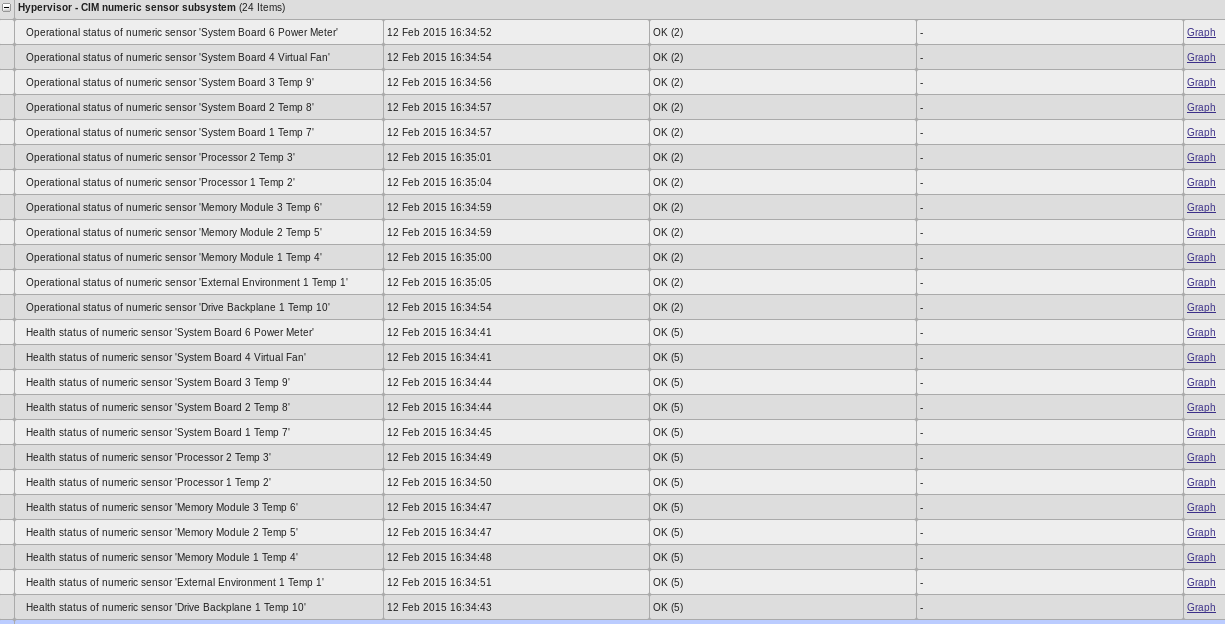 Hypervisor - CIM numeric sensor subsystem (24 Items)
Operational status of numeric sensor 'System Board 6 Power Meter' 12 Feb 2015 16:34:52 OK (2) - Graph
Operational status of numeric sensor 'System Board 4 Virtual Fan' 12 Feb 2015 16:34:54 OK (2) - Graph
Operational status of numeric sensor 'System Board 3 Temp 9' 12 Feb 2015 16:34:56 OK (2) - Graph
Operational status of numeric sensor 'System Board 2 Temp 8' 12 Feb 2015 16:34:57 OK (2) - Graph
Operational status of numeric sensor 'System Board 1 Temp 7' 12 Feb 2015 16:34:57 OK (2) - Graph
Operational status of numeric sensor 'Processor 2 Temp 3' 12 Feb 2015 16:35:01 OK (2) - Graph
Operational status of numeric sensor 'Processor 1 Temp 2' 12 Feb 2015 16:35:04 OK (2) - Graph
Operational status of numeric sensor 'Memory Module 3 Temp 6' 12 Feb 2015 16:34:59 OK (2) - Graph
Operational status of numeric sensor 'Memory Module 2 Temp 5' 12 Feb 2015 16:34:59 OK (2) - Graph
Operational status of numeric sensor 'Memory Module 1 Temp 4' 12 Feb 2015 16:35:00 OK (2) - Graph
Operational status of numeric sensor 'External Environment 1 Temp 1' 12 Feb 2015 16:35:05 OK (2) - Graph
Operational status of numeric sensor 'Drive Backplane 1 Temp 10' 12 Feb 2015 16:34:54 OK (2) - Graph
Health status of numeric sensor 'System Board 6 Power Meter' 12 Feb 2015 16:34:41 OK (5) - Graph
Health status of numeric sensor 'System Board 4 Virtual Fan' 12 Feb 2015 16:34:41 OK (5) - Graph
Health status of numeric sensor 'System Board 3 Temp 9' 12 Feb 2015 16:34:44 OK (5) - Graph
Health status of numeric sensor 'System Board 2 Temp 8' 12 Feb 2015 16:34:44 OK (5) - Graph
Health status of numeric sensor 'System Board 1 Temp 7' 12 Feb 2015 16:34:45 OK (5) - Graph
Health status of numeric sensor 'Processor 2 Temp 3' 12 Feb 2015 16:34:49 OK (5) - Graph
Health status of numeric sensor 'Processor 1 Temp 2' 12 Feb 2015 16:34:50 OK (5) - Graph
Health status of numeric sensor 'Memory Module 3 Temp 6' 12 Feb 2015 16:34:47 OK (5) - Graph
Health status of numeric sensor 'Memory Module 2 Temp 5' 12 Feb 2015 16:34:47 OK (5) - Graph
Health status of numeric sensor 'Memory Module 1 Temp 4' 12 Feb 2015 16:34:48 OK (5) - Graph
Health status of numeric sensor 'External Environment 1 Temp 1' 12 Feb 2015 16:34:51 OK (5) - Graph
Health status of numeric sensor 'Drive Backplane 1 Temp 10' 12 Feb 2015 16:34:43 OK (5) - Graph